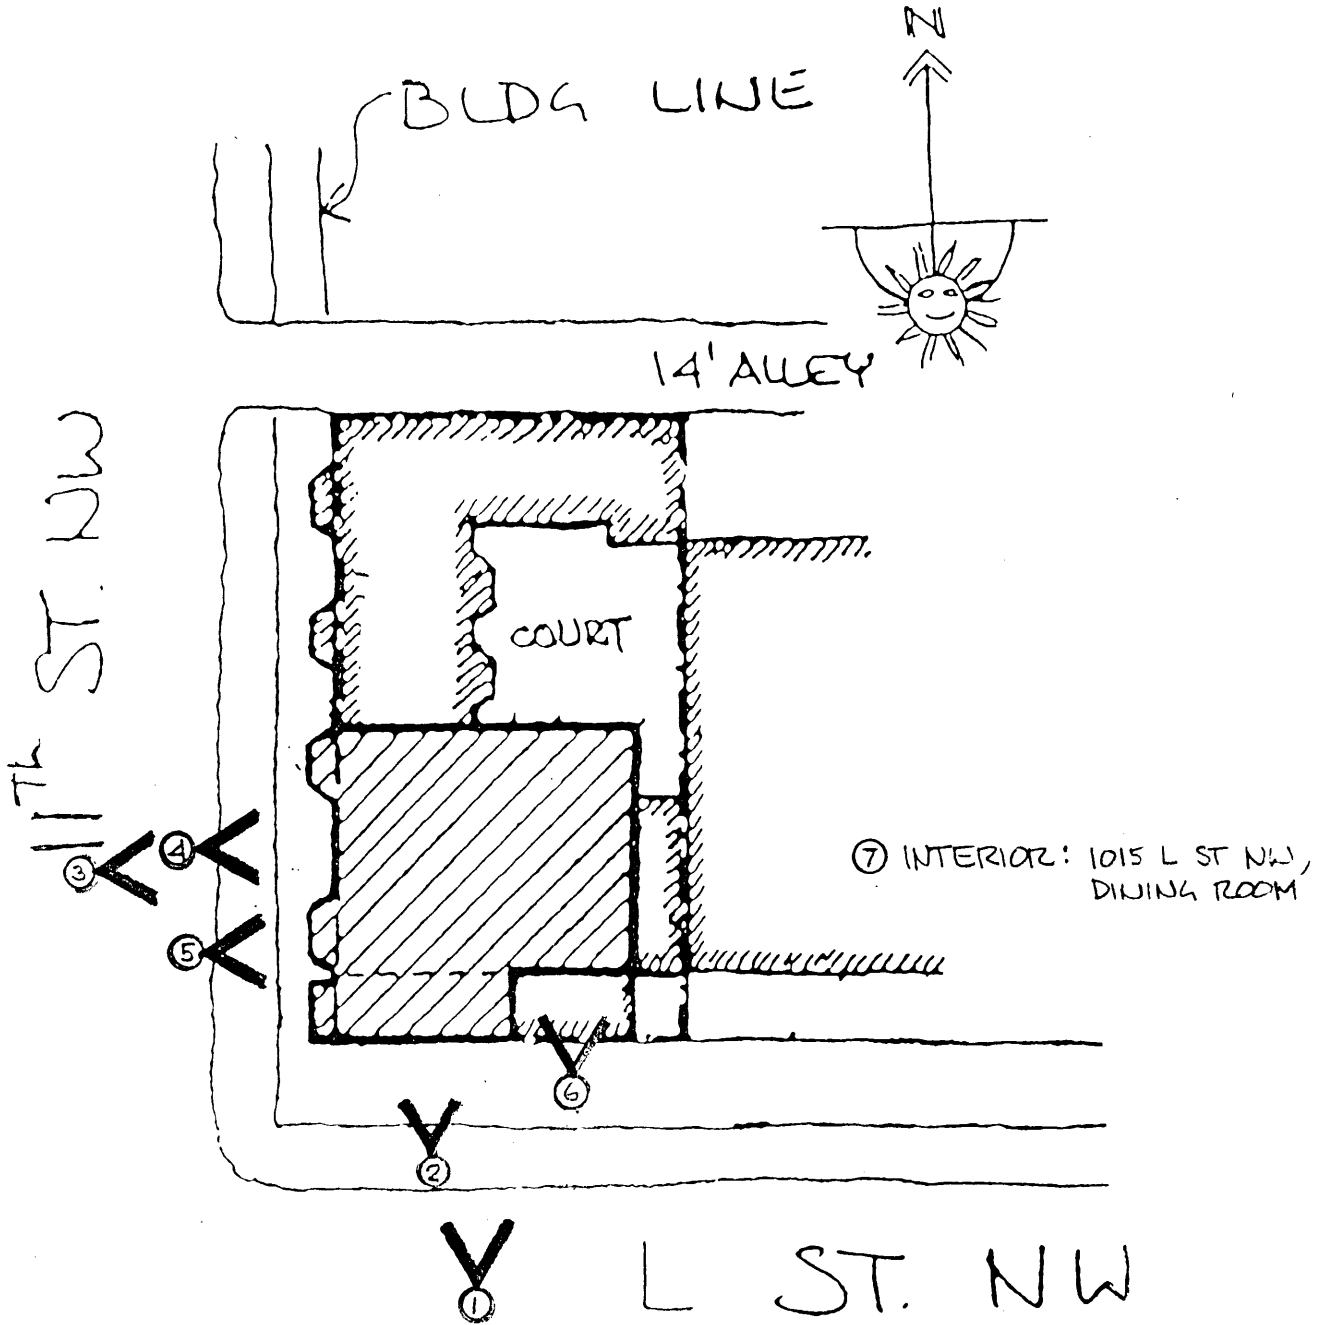 N
BLDG LINE
14' ALLEY
11TH ST. NW
COURT
4
3
7 INTERIOR: 1015 L ST NW,
DINING ROOM
5
6
2
1
L ST. NW